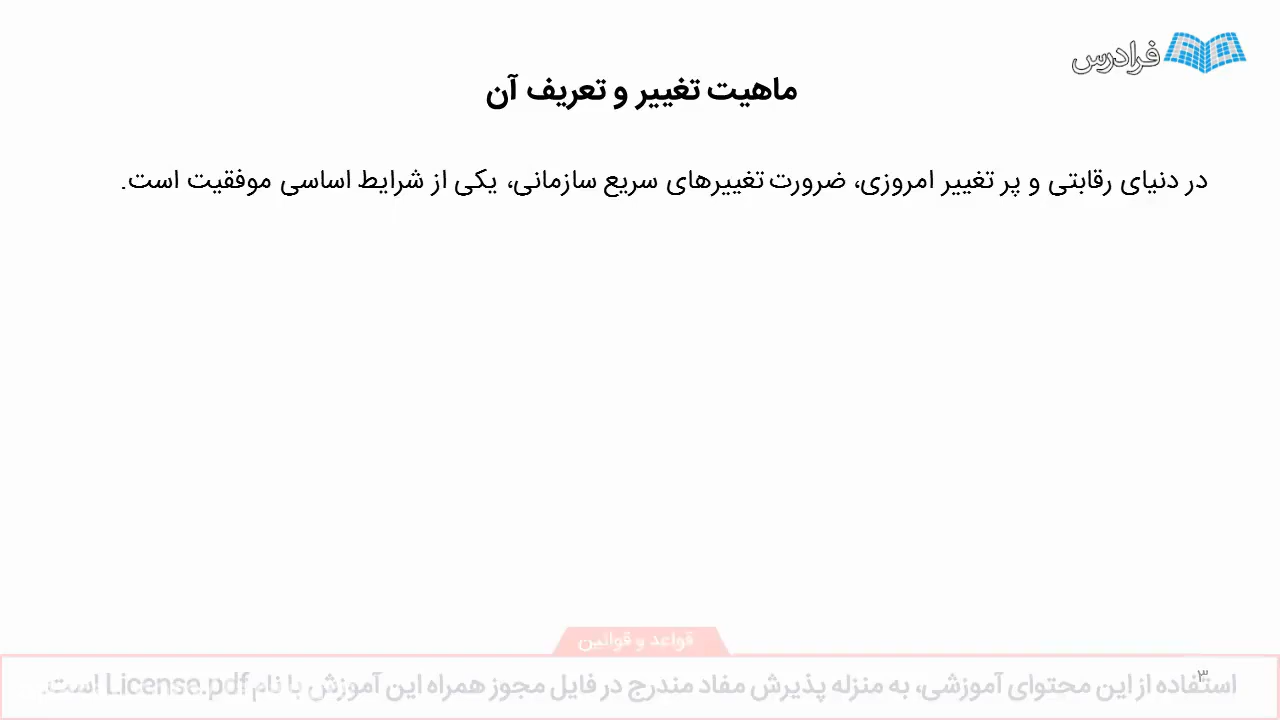 فرادرس
ماهیت تغییر و تعریف آن
در دنیای رقابتی و پر تغییر امروزی، ضرورت تغییرهای سریع سازمانی، یکی از شرایط اساسی موفقیت است.
قواعد و قوانین
استفاده از این محتوای آموزشی، به منزله پذیرش مفاد مندرج در فایل مجوز همراه این آموزش با نام License.pdf است.
۳